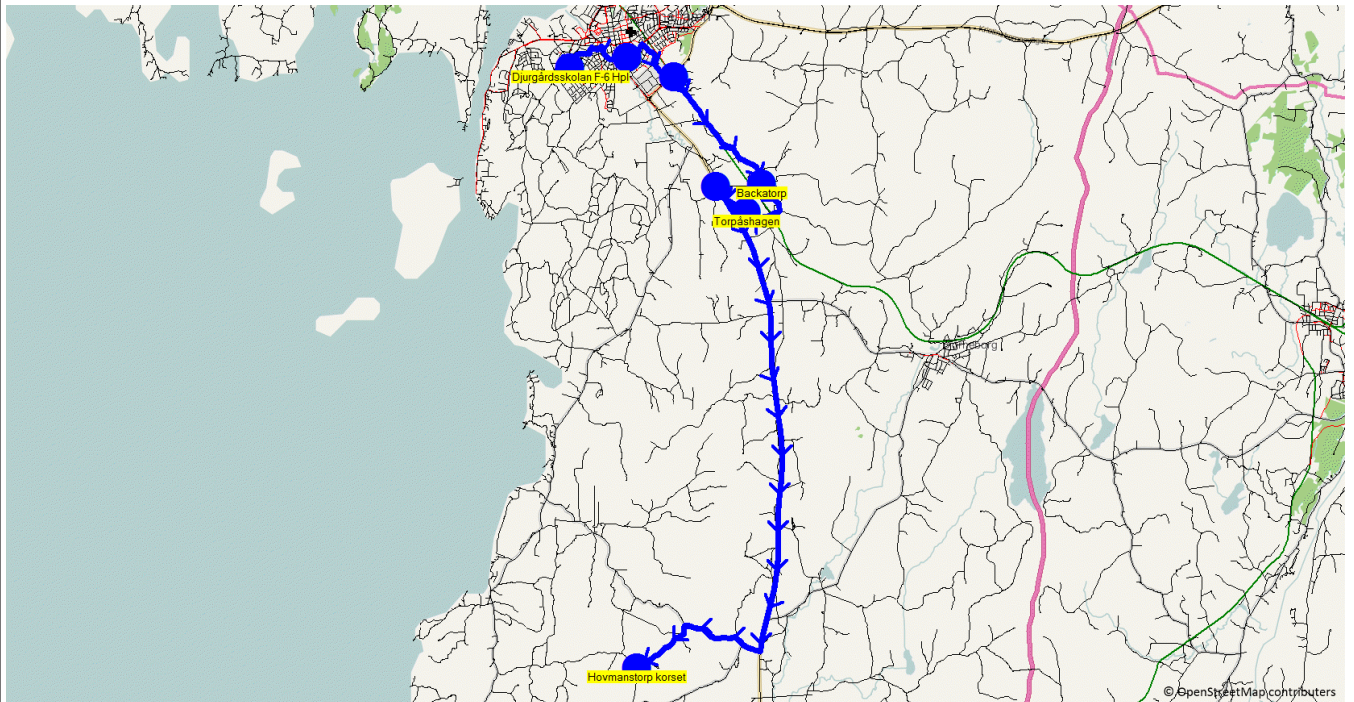 Djurgårdsskolan F-6 Hpl
Backatorp
Torpåshagen
Hovmanstorp korset
© OpenStreetMap contributors